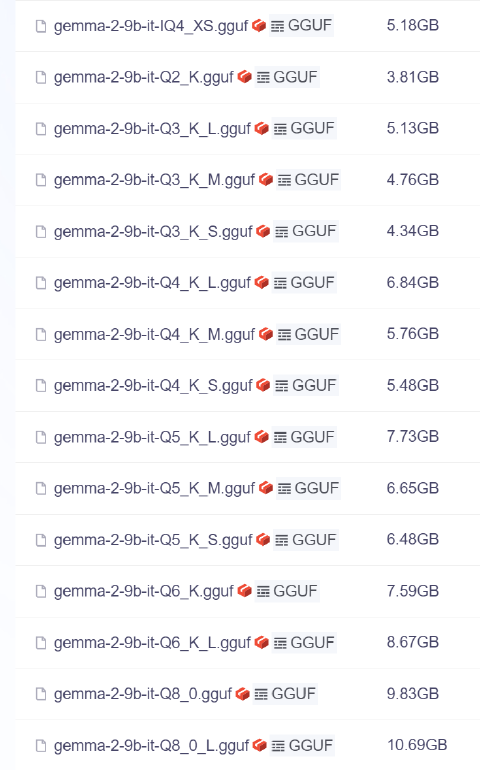 gemma-2-9b-it-IQ4_XS.gguf GGUF 5.18GB
gemma-2-9b-it-Q2_K.gguf GGUF 3.81GB
gemma-2-9b-it-Q3_K_L.gguf GGUF 5.13GB
gemma-2-9b-it-Q3_K_M.gguf GGUF 4.76GB
gemma-2-9b-it-Q3_K_S.gguf GGUF 4.34GB
gemma-2-9b-it-Q4_K_L.gguf GGUF 6.84GB
gemma-2-9b-it-Q4_K_M.gguf GGUF 5.76GB
gemma-2-9b-it-Q4_K_S.gguf GGUF 5.48GB
gemma-2-9b-it-Q5_K_L.gguf GGUF 7.73GB
gemma-2-9b-it-Q5_K_M.gguf GGUF 6.65GB
gemma-2-9b-it-Q5_K_S.gguf GGUF 6.48GB
gemma-2-9b-it-Q6_K.gguf GGUF 7.59GB
gemma-2-9b-it-Q6_K_L.gguf GGUF 8.67GB
gemma-2-9b-it-Q8_0.gguf GGUF 9.83GB
gemma-2-9b-it-Q8_0_L.gguf GGUF 10.69GB